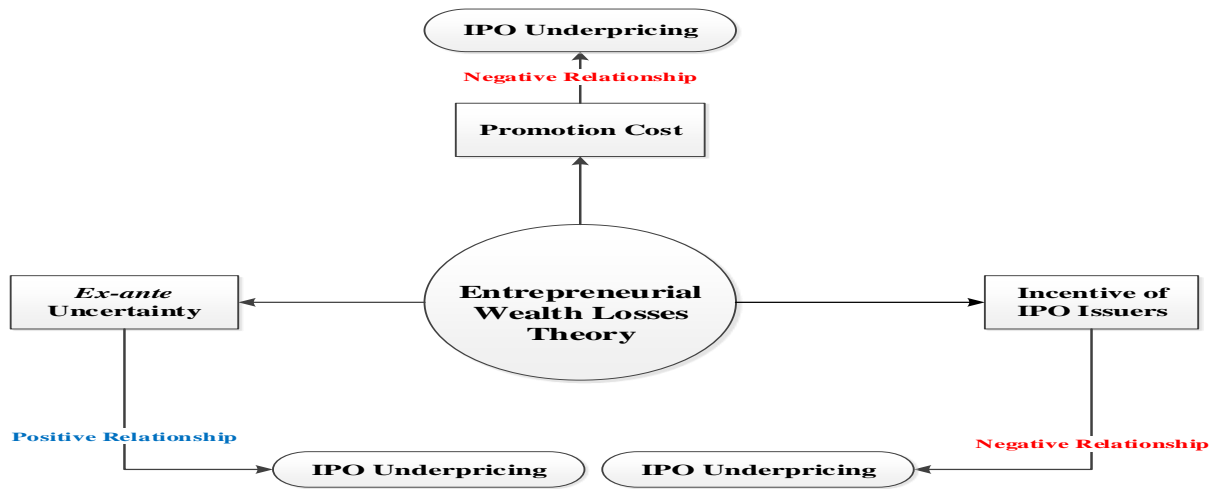 IPO Underpricing
Negative Relationship
Promotion Cost
Ex-ante
Uncertainty
Entrepreneurial
Wealth Losses
Theory
Incentive of
IPO Issuers
Positive Relationship
Negative Relationship
IPO Underpricing
IPO Underpricing